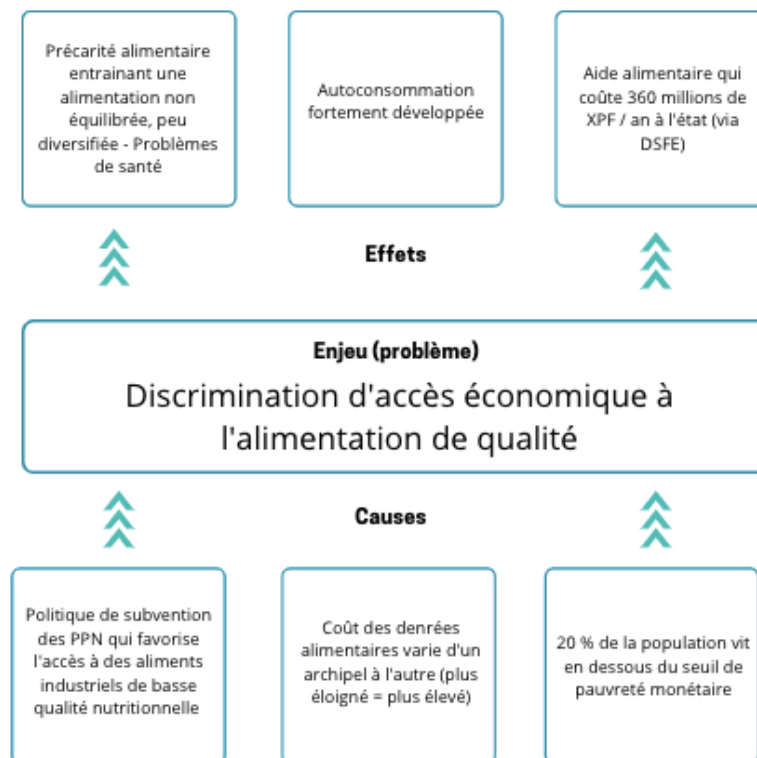 Précarité alimentaire
entrainant une
alimentation non
équilibrée, peu
diversifiée - Problèmes
de santé
Autoconsommation
fortement développée
Aide alimentaire qui
coûte 360 millions de
XPF / an à l'état (via
DSFE)
Effets
Enjeu (problème)
Discrimination d'accès économique à
l'alimentation de qualité
Causes
Politique de subvention
des PPN qui favorise
l'accès à des aliments
industriels de basse
qualité nutritionnelle
Coût des denrées
alimentaires varie d'un
archipel à l'autre (plus
éloigné = plus élevé)
20 % de la population vit
en dessous du seuil de
pauvreté monétaire